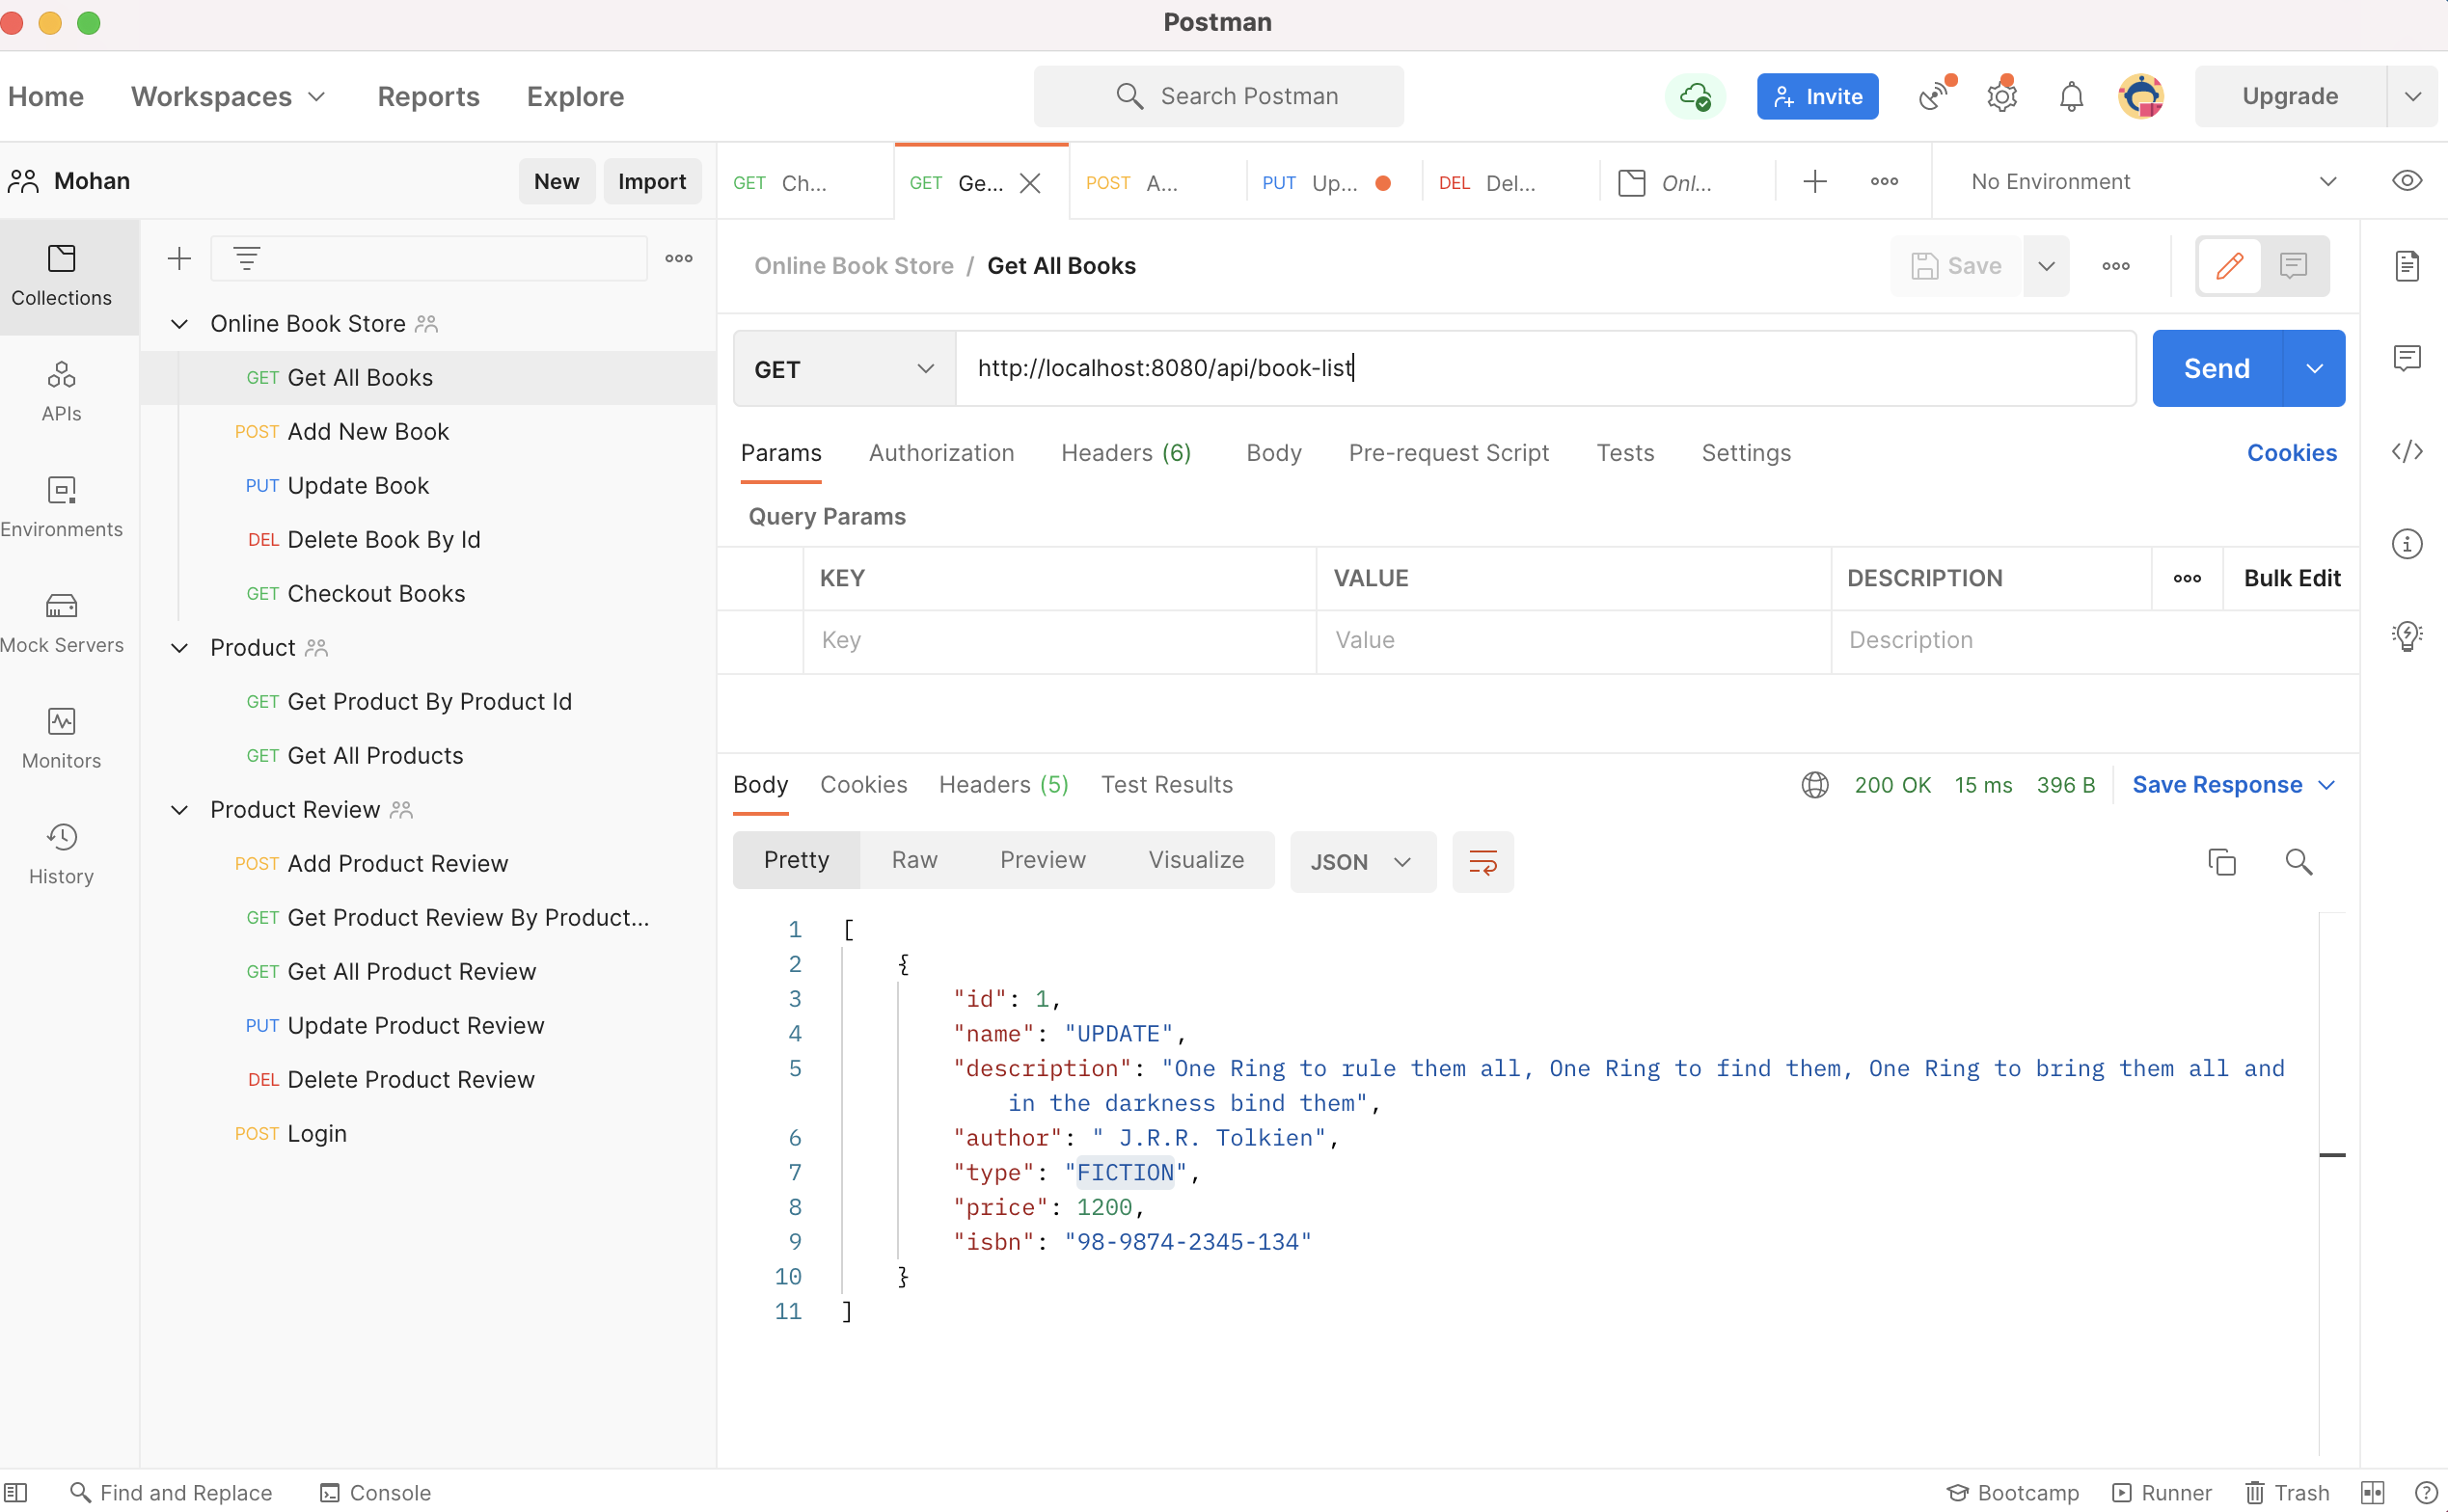 Postman
Home Workspaces Reports Explore Search Postman Invite Upgrade
Mohan New Import GET Ch... GET Ge... POST A... PUT Up... DEL Del... Onl... No Environment
Collections
APIs
Environments
Mock Servers
Monitors
History
Online Book Store
GET Get All Books
POST Add New Book
PUT Update Book
DEL Delete Book By Id
GET Checkout Books
Product
GET Get Product By Product Id
GET Get All Products
Product Review
POST Add Product Review
GET Get Product Review By Product...
GET Get All Product Review
PUT Update Product Review
DEL Delete Product Review
POST Login
Online Book Store / Get All Books Save
GET http://localhost:8080/api/book-list Send
Params Authorization Headers (6) Body Pre-request Script Tests Settings Cookies
Query Params
KEY VALUE DESCRIPTION Bulk Edit
Key Value Description
Body Cookies Headers (5) Test Results 200 OK 15 ms 396 B Save Response
Pretty Raw Preview Visualize JSON
1 [
2 {
3 "id": 1,
4 "name": "UPDATE",
5 "description": "One Ring to rule them all, One Ring to find them, One Ring to bring them all and
in the darkness bind them",
6 "author": " J.R.R. Tolkien",
7 "type": "FICTION",
8 "price": 1200,
9 "isbn": "98-9874-2345-134"
10 }
11 ]
Find and Replace Console Bootcamp Runner Trash